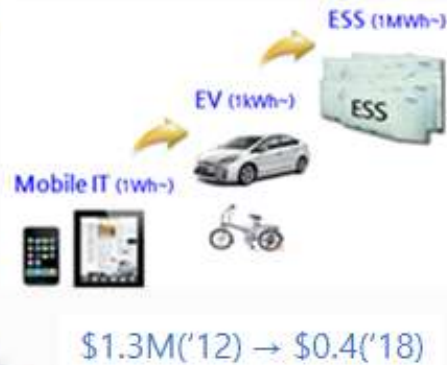 ESS (1MWh~)
ESS
EV (1kWh~)
Mobile IT (1Wh~)
$1.3M('12) → $0.4('18)